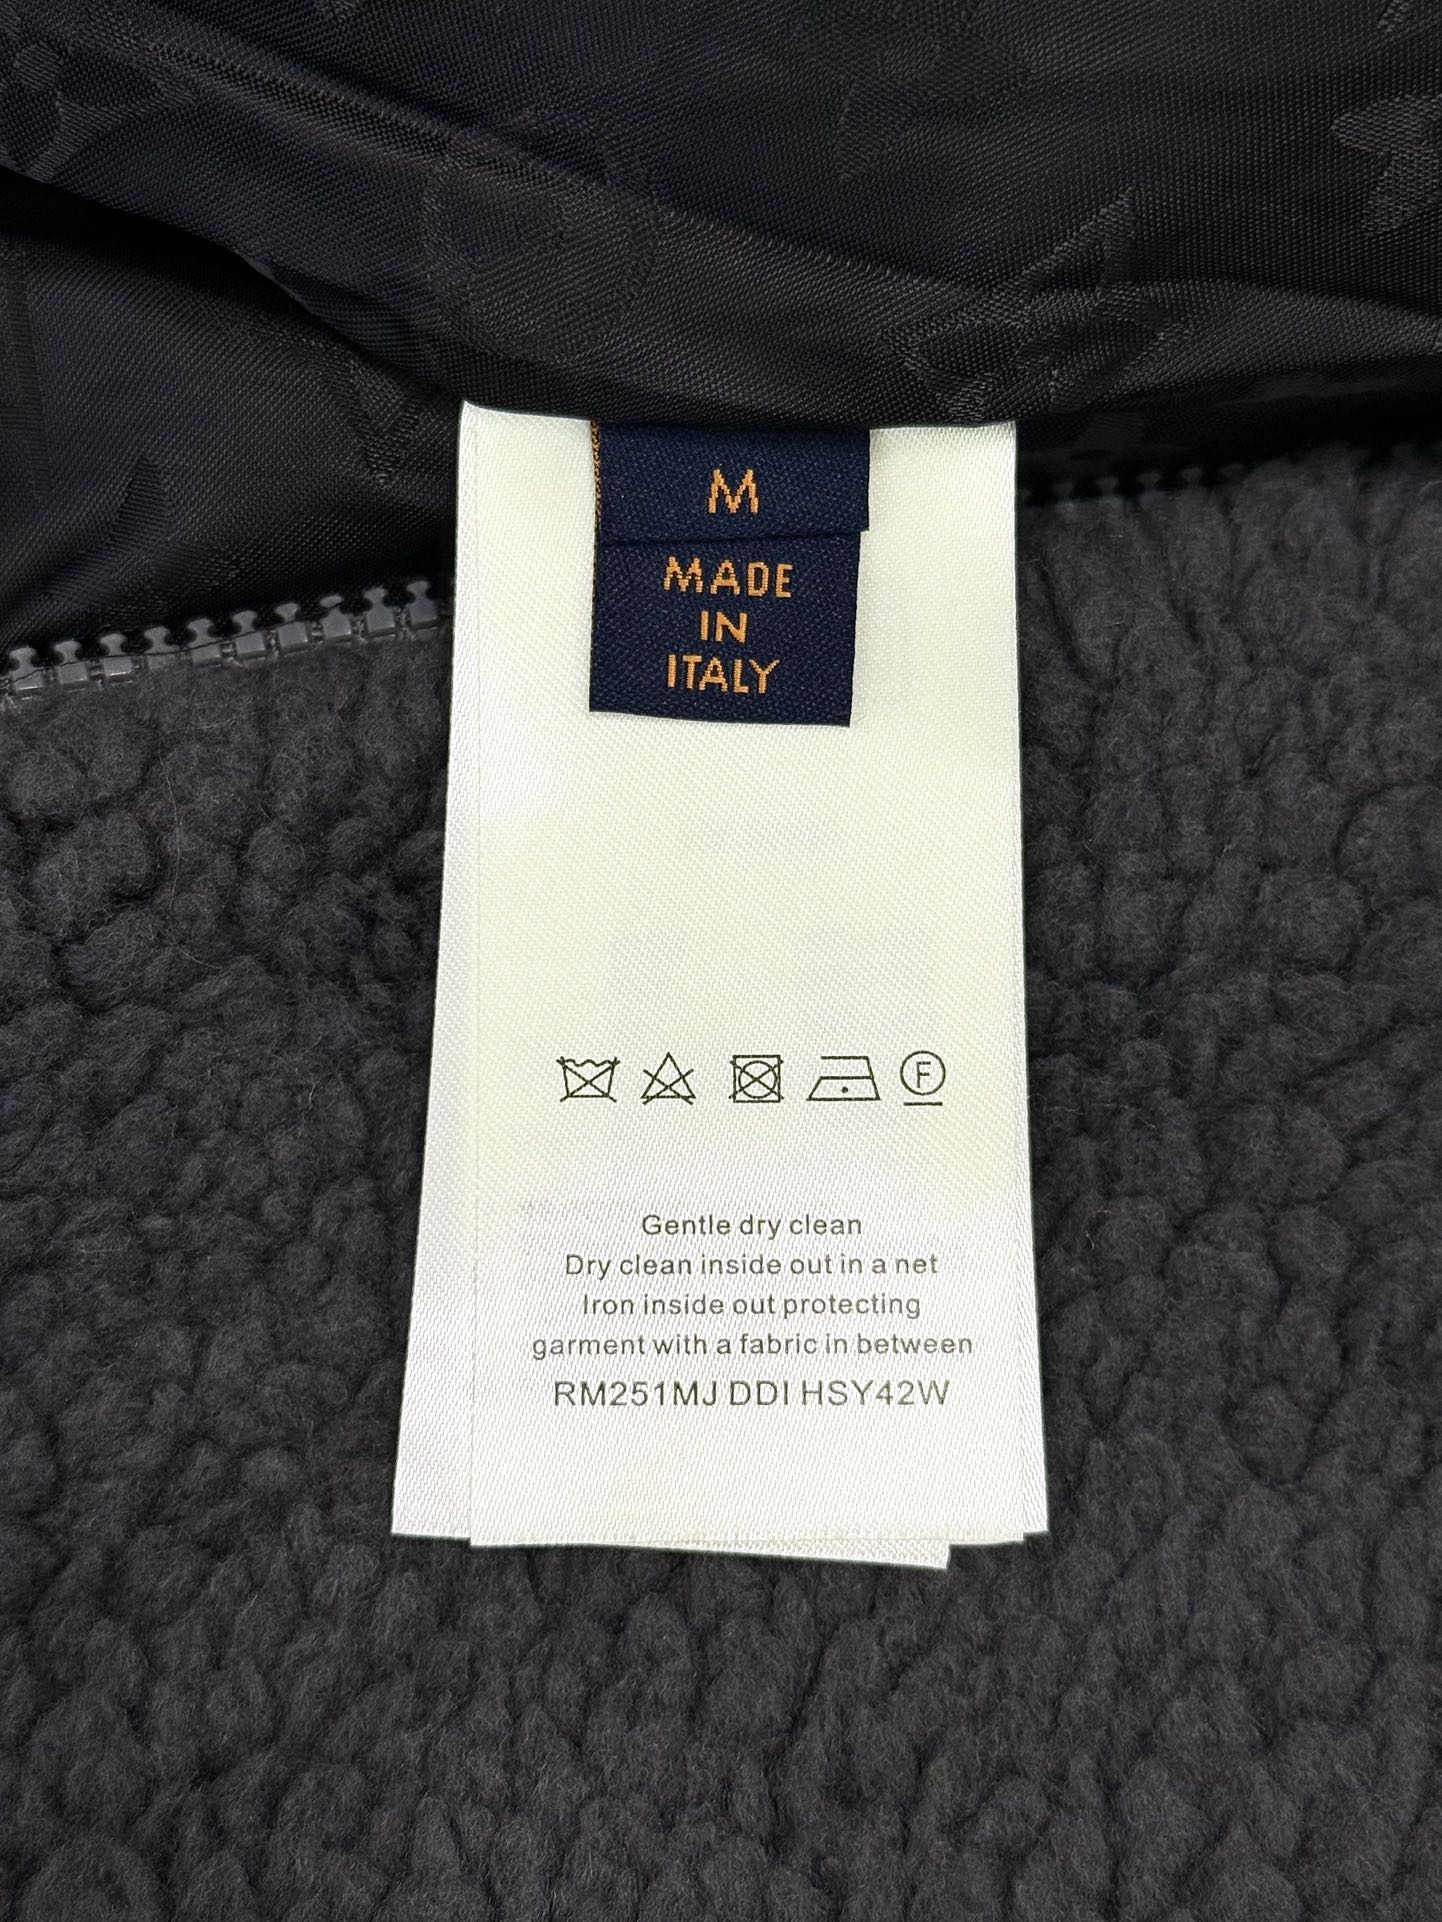 M
MADE
IN
ITALY
F
Gentle dry clean
Dry clean inside out in a net
Iron inside out protecting
garment with a fabric in between
RM251MJ DDI HSY42W